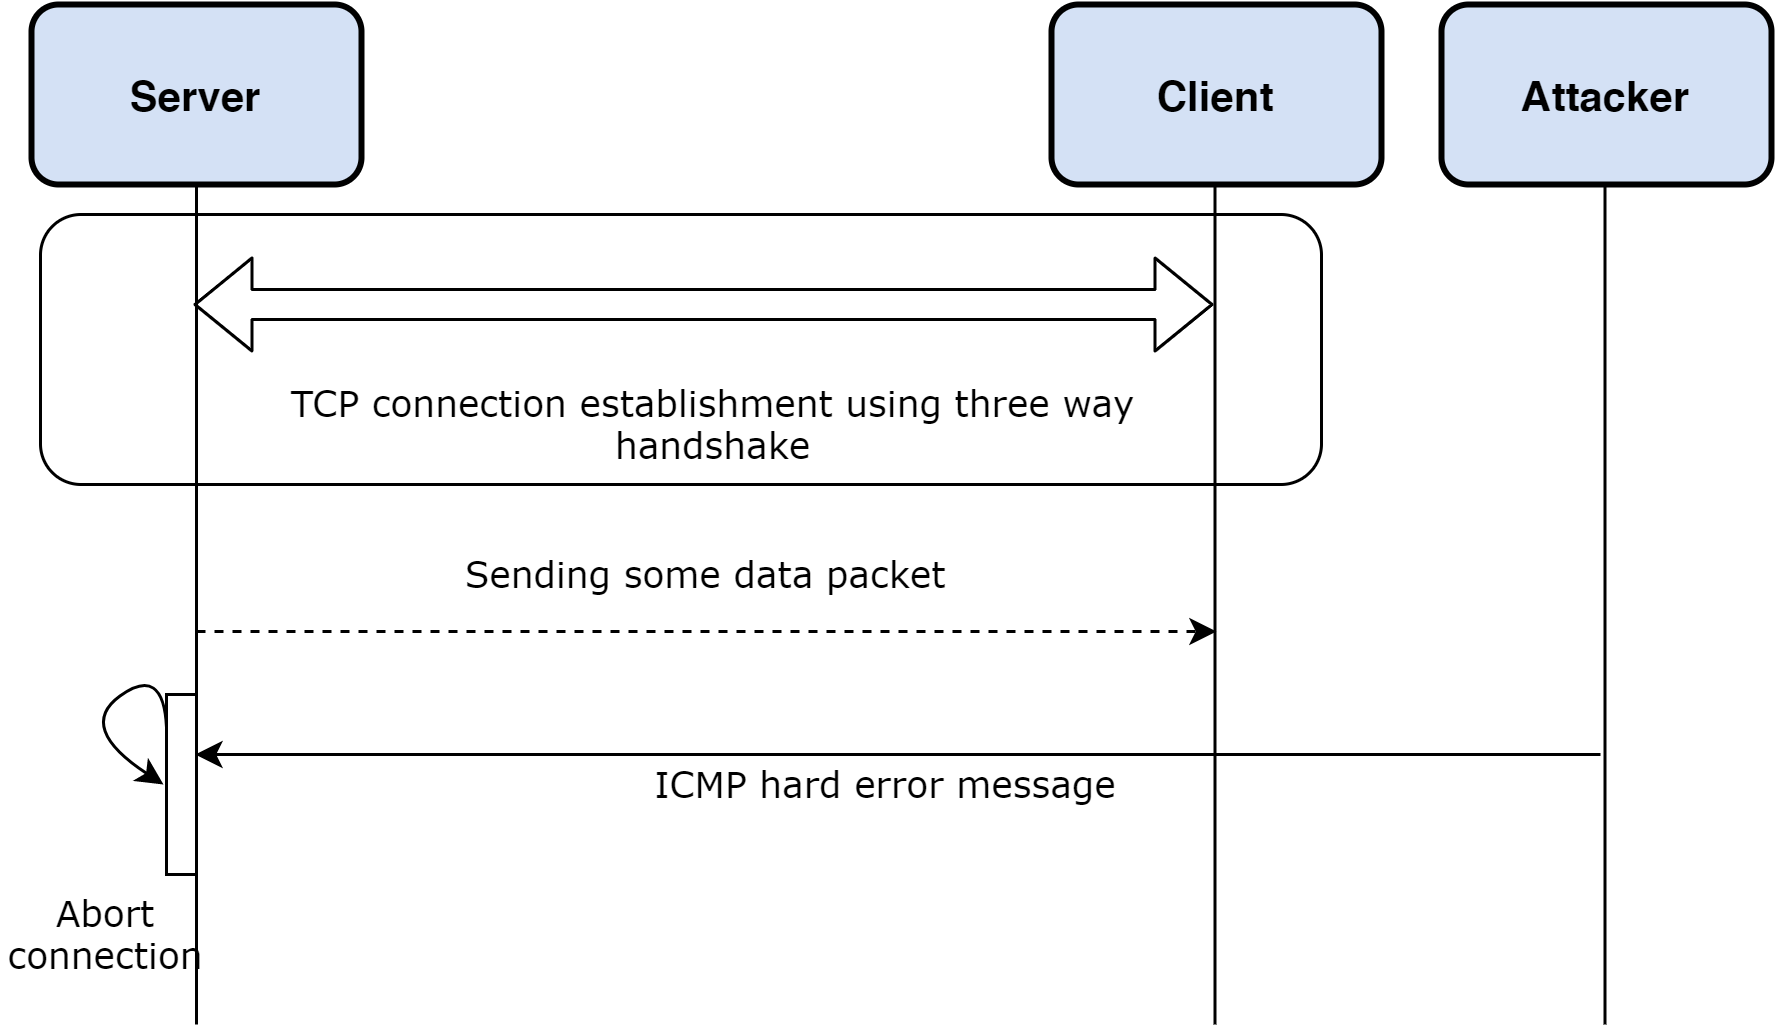 Server
Client
Attacker
TCP connection establishment using three way
handshake
Sending some data packet
ICMP hard error message
Abort
connection